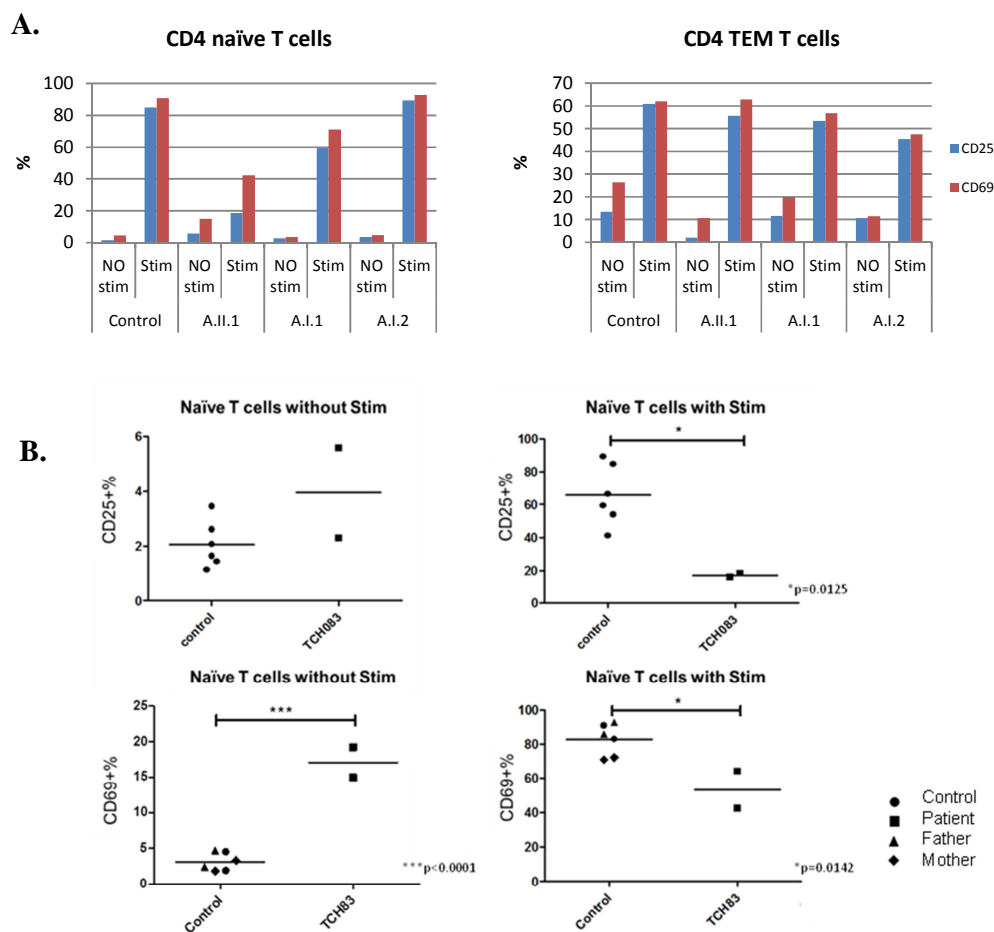 A.
CD4 naïve T cells
%
100
80
60
40
20
0
NO stim
Stim
NO stim
Stim
NO stim
Stim
NO stim
Stim
Control
A.II.1
A.I.1
A.I.2
CD4 TEM T cells
%
70
60
50
40
30
20
10
0
NO stim
Stim
NO stim
Stim
NO stim
Stim
NO stim
Stim
Control
A.II.1
A.I.1
A.I.2
CD25
CD69
B.
Naïve T cells without Stim
CD25+%
6
4
2
0
control
TCH083
Naïve T cells with Stim
CD25+%
100
80
60
40
20
0
*
*p=0.0125
control
TCH083
Naïve T cells without Stim
CD69+%
25
20
15
10
5
0
***
***p<0.0001
Control
TCH83
Naïve T cells with Stim
CD69+%
100
80
60
40
20
0
*
*p=0.0142
Control
TCH83
Control
Patient
Father
Mother